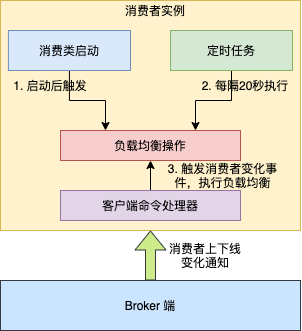 消费者实例
消费类启动
定时任务
1. 启动后触发
2. 每隔20秒执行
负载均衡操作
3. 触发消费者变化事
件，执行负载均衡
客户端命令处理器
消费者上下线
变化通知
Broker 端